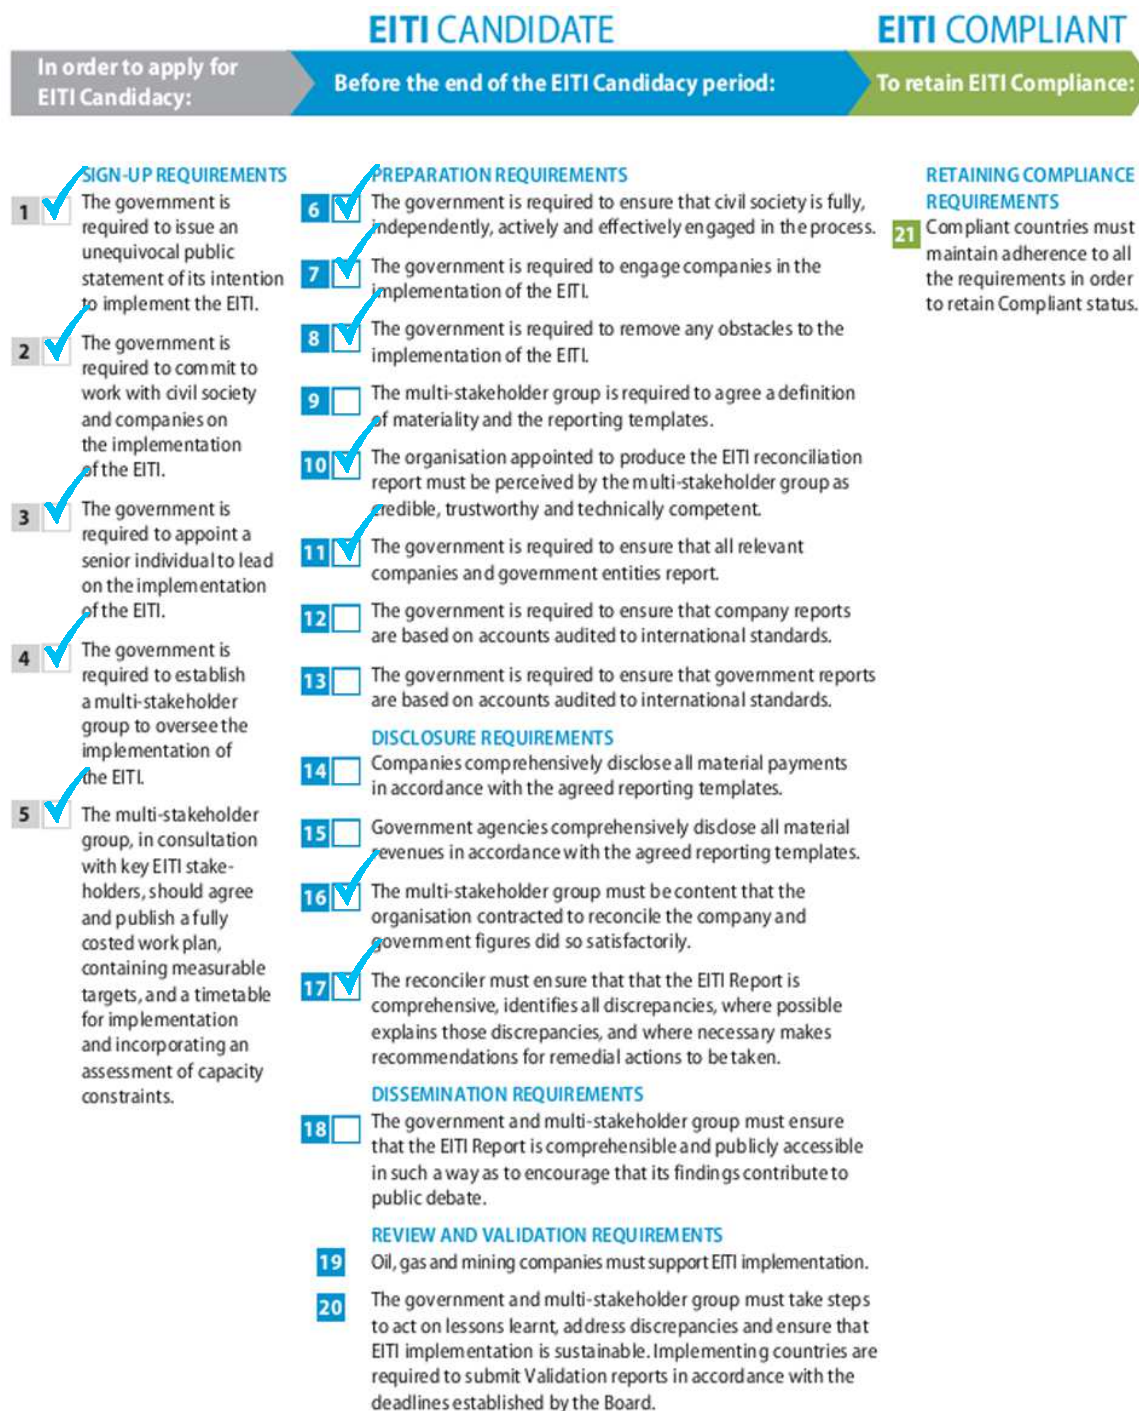 EITI CANDIDATE
EITI COMPLIANT
In order to apply for
EITI Candidacy:
Before the end of the EITI Candidacy period:
To retain EITI Compliance:
SIGN-UP REQUIREMENTS
1
The government is
required to issue an
unequivocal public
statement of its intention
to implement the EITI.
2
The government is
required to commit to
work with civil society
and companies on
the implementation
of the EITI.
3
The government is
required to appoint a
senior individual to lead
on the implementation
of the EITI.
4
The government is
required to establish
a multi-stakeholder
group to oversee the
implementation of
the EITI.
5
The multi-stakeholder
group, in consultation
with key EITI stake-
holders, should agree
and publish a fully
costed work plan,
containing measurable
targets, and a timetable
for implementation
and incorporating an
assessment of capacity
constraints.
PREPARATION REQUIREMENTS
6
The government is required to ensure that civil society is fully,
independently, actively and effectively engaged in the process.
7
The government is required to engage companies in the
implementation of the EITI.
8
The government is required to remove any obstacles to the
implementation of the EITI.
9
The multi-stakeholder group is required to agree a definition
of materiality and the reporting templates.
10
The organisation appointed to produce the EITI reconciliation
report must be perceived by the multi-stakeholder group as
credible, trustworthy and technically competent.
11
The government is required to ensure that all relevant
companies and government entities report.
12
The government is required to ensure that company reports
are based on accounts audited to international standards.
13
The government is required to ensure that government reports
are based on accounts audited to international standards.
DISCLOSURE REQUIREMENTS
14
Companies comprehensively disclose all material payments
in accordance with the agreed reporting templates.
15
Government agencies comprehensively disclose all material
revenues in accordance with the agreed reporting templates.
16
The multi-stakeholder group must be content that the
organisation contracted to reconcile the company and
government figures did so satisfactorily.
17
The reconciler must ensure that that the EITI Report is
comprehensive, identifies all discrepancies, where possible
explains those discrepancies, and where necessary makes
recommendations for remedial actions to be taken.
DISSEMINATION REQUIREMENTS
18
The government and multi-stakeholder group must ensure
that the EITI Report is comprehensible and publicly accessible
in such a way as to encourage that its findings contribute to
public debate.
REVIEW AND VALIDATION REQUIREMENTS
19
Oil, gas and mining companies must support EITI implementation.
20
The government and multi-stakeholder group must take steps
to act on lessons learnt, address discrepancies and ensure that
EITI implementation is sustainable. Implementing countries are
required to submit Validation reports in accordance with the
deadlines established by the Board.
RETAINING COMPLIANCE
REQUIREMENTS
21
Compliant countries must
maintain adherence to all
the requirements in order
to retain Compliant status.